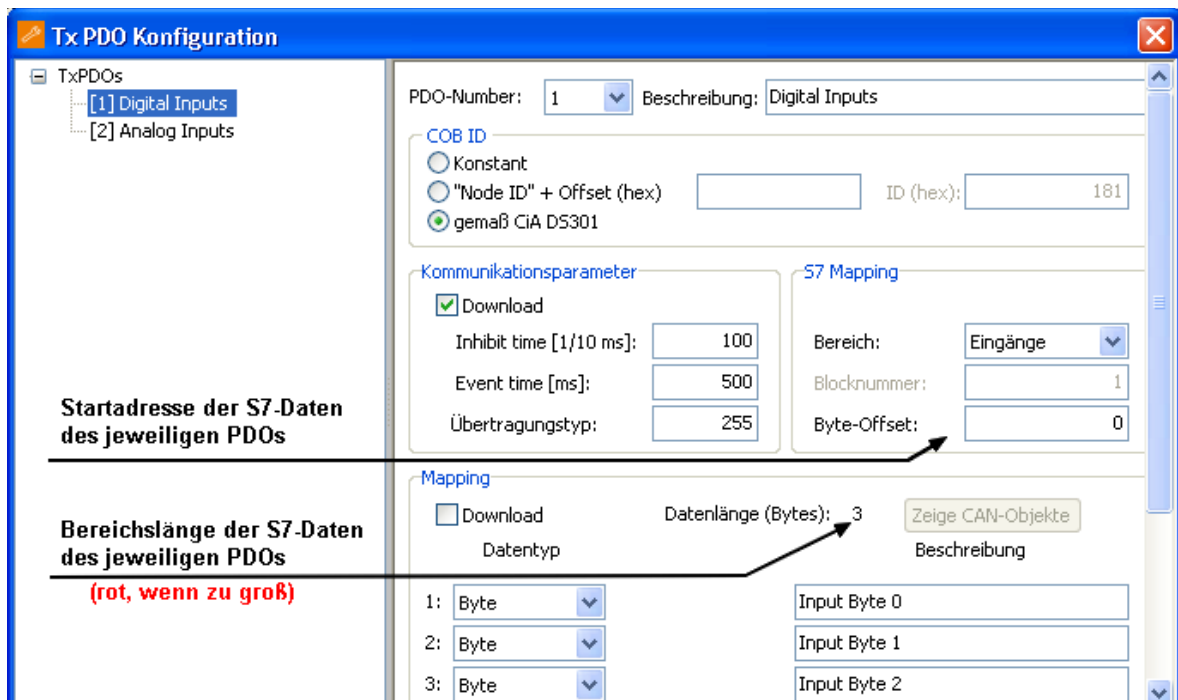 Tx PDO Konfiguration
TxPDOs
[1] Digital Inputs
[2] Analog Inputs
PDO-Number: 1 Beschreibung: Digital Inputs
COB ID
Konstant
"Node ID" + Offset (hex) ID (hex): 181
gemaß CiA DS301
Kommunikationsparameter
Download
Inhibit time [1/10 ms]: 100
Event time [ms]: 500
Übertragungstyp: 255
S7 Mapping
Bereich: Eingänge
Blocknummer: 1
Byte-Offset: 0
Startadresse der S7-Daten
des jeweiligen PDOs
Bereichslänge der S7-Daten
des jeweiligen PDOs
(rot, wenn zu groß)
Mapping
Download Datenlänge (Bytes): 3 Zeige CAN-Objekte
Datentyp Beschreibung
1: Byte Input Byte 0
2: Byte Input Byte 1
3: Byte Input Byte 2